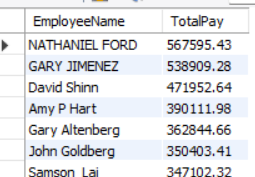 EmployeeName TotalPay
NATHANIEL FORD 567595.43
GARY JIMENEZ 538909.28
David Shinn 471952.64
Amy P Hart 390111.98
Gary Altenberg 362844.66
John Goldberg 350403.41
Samson Lai 347102.32